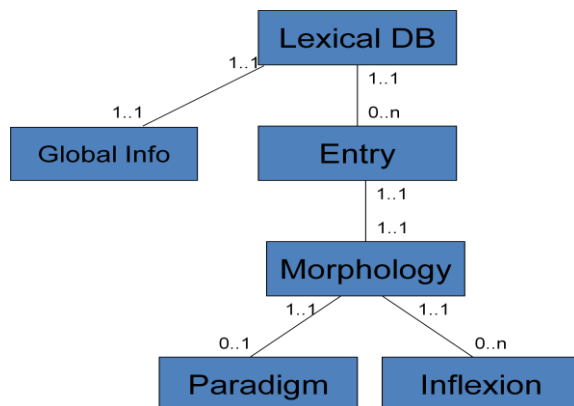 Lexical DB
1..1
1..1
1..1
0..n
Global Info
Entry
1..1
1..1
Morphology
1..1
1..1
0..1
0..n
Paradigm
Inflexion